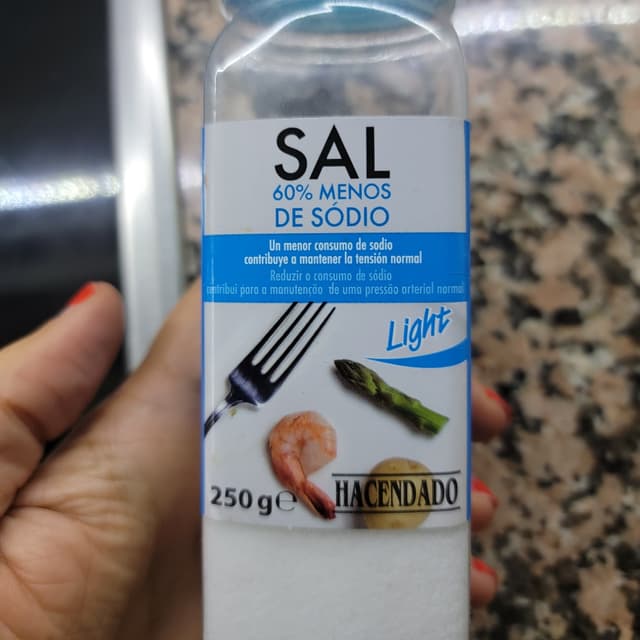 SAL
60% MENOS
DE SÓDIO
Un menor consumo de sodio
contribuye a mantener la tensión normal
Reduzir o consumo de sódio
contribui para a manutenção de uma pressão arterial normal
Light
250 g ℮
HACENDADO